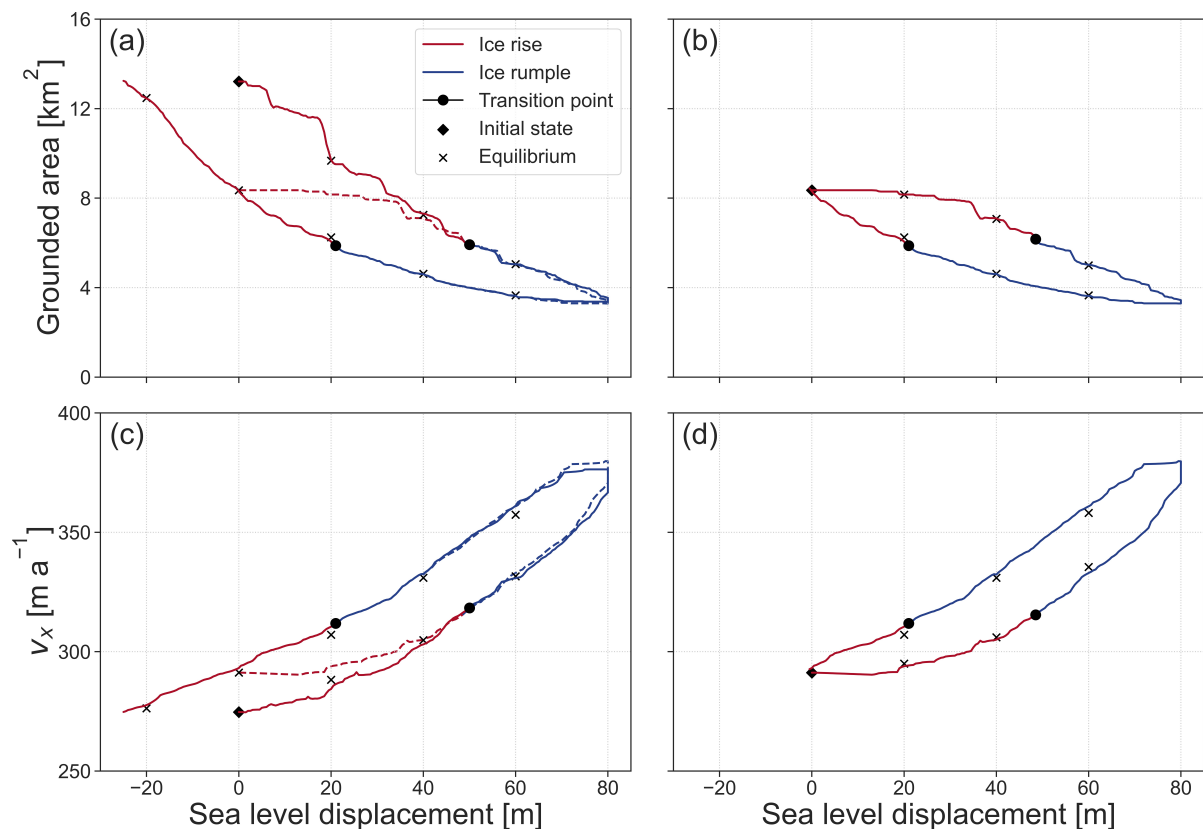 (a)
(b)
Ice rise
Ice rumple
Transition point
Initial state
Equilibrium
16
12
8
4
0
Grounded area [km²]
(c)
(d)
400
350
300
250
vₓ [m a⁻¹]
−20 0 20 40 60 80
−20 0 20 40 60 80
Sea level displacement [m]
Sea level displacement [m]